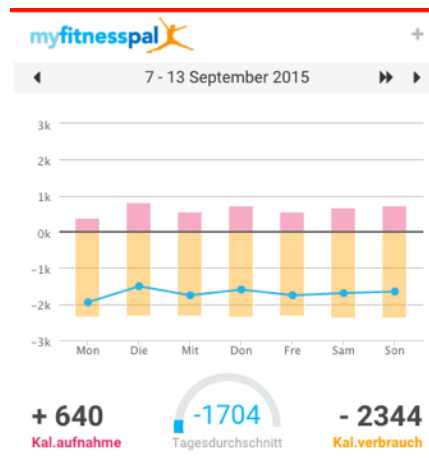 myfitnesspal
7 - 13 September 2015
3k
2k
1k
0k
-1k
-2k
-3k
Mon Die Mit Don Fre Sam Son
+ 640 -1704 - 2344
Kal.aufnahme Tagesdurchschnitt Kal.verbrauch